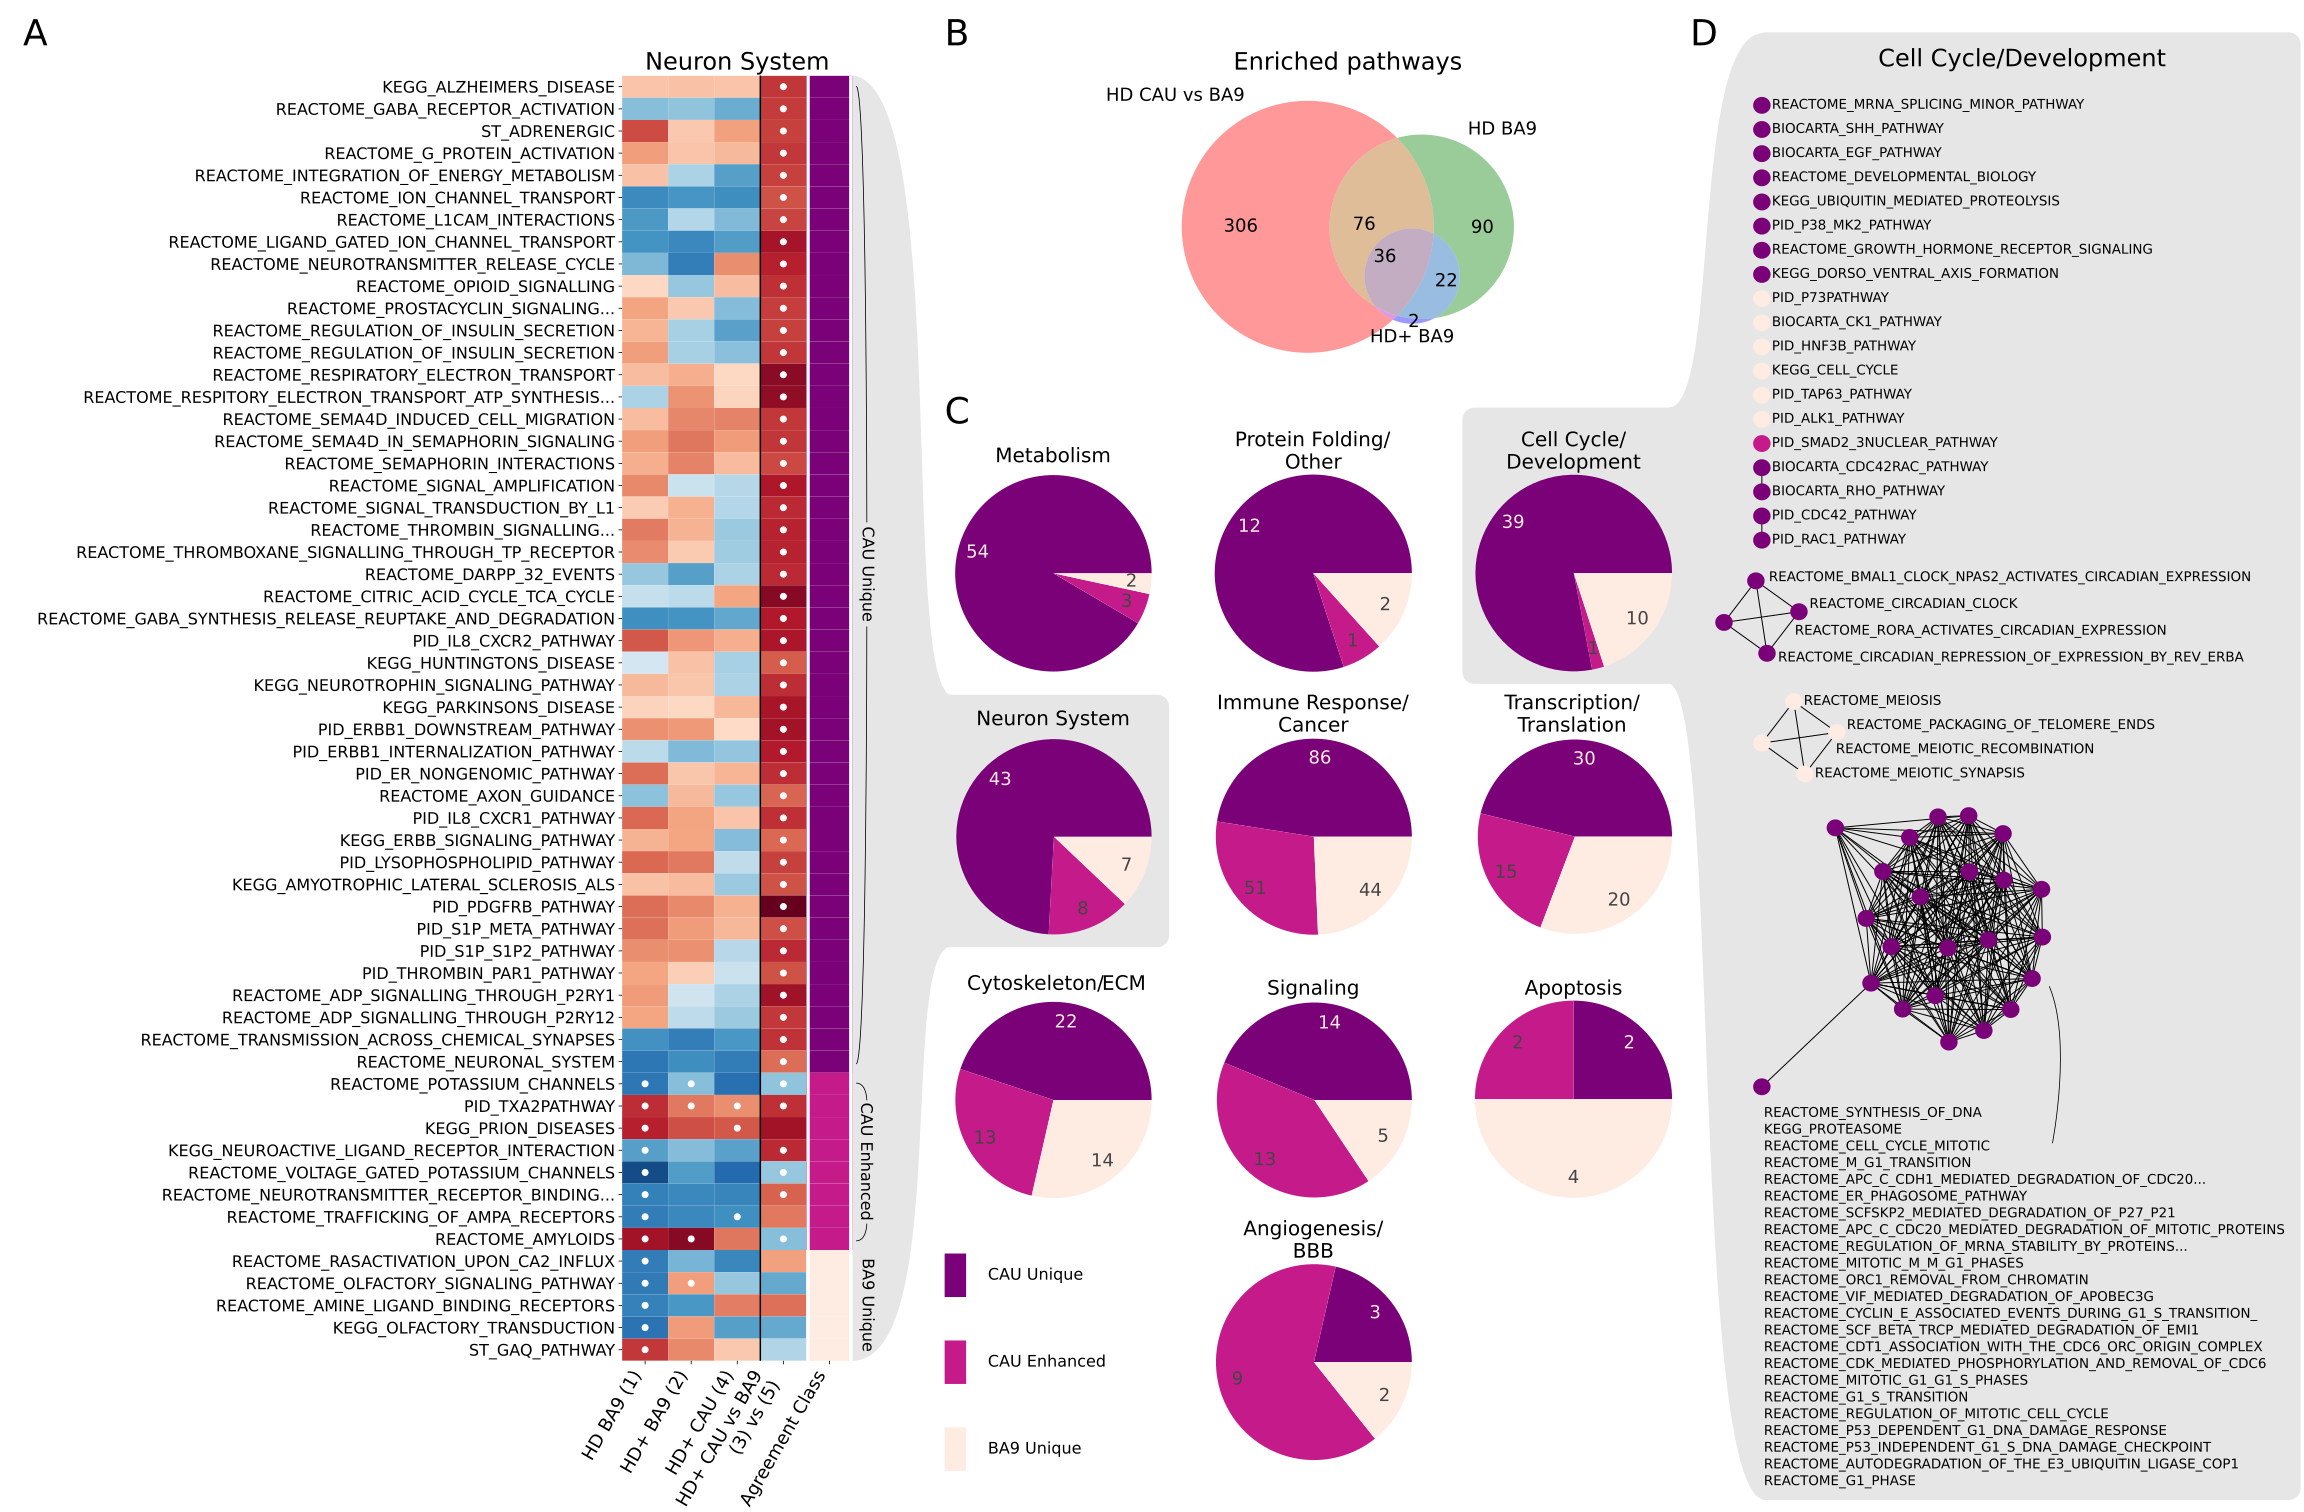 A
Neuron System
KEGG_ALZHEIMERS_DISEASE
REACTOME_GABA_RECEPTOR_ACTIVATION
ST_ADRENERGIC
REACTOME_G_PROTEIN_ACTIVATION
REACTOME_INTEGRATION_OF_ENERGY_METABOLISM
REACTOME_ION_CHANNEL_TRANSPORT
REACTOME_L1CAM_INTERACTIONS
REACTOME_LIGAND_GATED_ION_CHANNEL_TRANSPORT
REACTOME_NEUROTRANSMITTER_RELEASE_CYCLE
REACTOME_OPIOID_SIGNALLING
REACTOME_PROSTACYCLIN_SIGNALING...
REACTOME_REGULATION_OF_INSULIN_SECRETION
REACTOME_REGULATION_OF_INSULIN_SECRETION
REACTOME_RESPIRATORY_ELECTRON_TRANSPORT
REACTOME_RESPITORY_ELECTRON_TRANSPORT_ATP_SYNTHESIS...
REACTOME_SEMA4D_INDUCED_CELL_MIGRATION
REACTOME_SEMA4D_IN_SEMAPHORIN_SIGNALING
REACTOME_SEMAPHORIN_INTERACTIONS
REACTOME_SIGNAL_AMPLIFICATION
REACTOME_SIGNAL_TRANSDUCTION_BY_L1
REACTOME_THROMBIN_SIGNALLING...
REACTOME_THROMBOXANE_SIGNALLING_THROUGH_TP_RECEPTOR
REACTOME_DARPP_32_EVENTS
REACTOME_CITRIC_ACID_CYCLE_TCA_CYCLE
REACTOME_GABA_SYNTHESIS_RELEASE_REUPTAKE_AND_DEGRADATION
PID_IL8_CXCR2_PATHWAY
KEGG_HUNTINGTONS_DISEASE
KEGG_NEUROTROPHIN_SIGNALING_PATHWAY
KEGG_PARKINSONS_DISEASE
PID_ERBB1_DOWNSTREAM_PATHWAY
PID_ERBB1_INTERNALIZATION_PATHWAY
PID_ER_NONGENOMIC_PATHWAY
REACTOME_AXON_GUIDANCE
PID_IL8_CXCR1_PATHWAY
KEGG_ERBB_SIGNALING_PATHWAY
PID_LYSOPHOSPHOLIPID_PATHWAY
KEGG_AMYOTROPHIC_LATERAL_SCLEROSIS_ALS
PID_PDGFRB_PATHWAY
PID_S1P_META_PATHWAY
PID_S1P_S1P2_PATHWAY
PID_THROMBIN_PAR1_PATHWAY
REACTOME_ADP_SIGNALLING_THROUGH_P2RY1
REACTOME_ADP_SIGNALLING_THROUGH_P2RY12
REACTOME_TRANSMISSION_ACROSS_CHEMICAL_SYNAPSES
REACTOME_NEURONAL_SYSTEM
REACTOME_POTASSIUM_CHANNELS
PID_TXA2PATHWAY
KEGG_PRION_DISEASES
KEGG_NEUROACTIVE_LIGAND_RECEPTOR_INTERACTION
REACTOME_VOLTAGE_GATED_POTASSIUM_CHANNELS
REACTOME_NEUROTRANSMITTER_RECEPTOR_BINDING...
REACTOME_TRAFFICKING_OF_AMPA_RECEPTORS
REACTOME_AMYLOIDS
REACTOME_RASACTIVATION_UPON_CA2_INFLUX
REACTOME_OLFACTORY_SIGNALING_PATHWAY
REACTOME_AMINE_LIGAND_BINDING_RECEPTORS
KEGG_OLFACTORY_TRANSDUCTION
ST_GAQ_PATHWAY
HD BA9 (1)
HD+ BA9 (2)
HD+ CAU (4)
HD+ CAU vs BA9
(3) vs (5)
Agreement Class
CAU Unique
CAU Enhanced
BA9 Unique
B
Enriched pathways
HD CAU vs BA9
HD BA9
306
76
90
36
22
2
HD+ BA9
C
Metabolism
54
2
3
Protein Folding/
Other
12
2
1
Cell Cycle/
Development
39
10
1
Neuron System
43
7
8
Immune Response/
Cancer
86
51
44
Transcription/
Translation
30
15
20
Cytoskeleton/ECM
22
13
14
Signaling
14
13
5
Apoptosis
2
2
4
Angiogenesis/
BBB
3
9
2
CAU Unique
CAU Enhanced
BA9 Unique
D
Cell Cycle/Development
REACTOME_MRNA_SPLICING_MINOR_PATHWAY
BIOCARTA_SHH_PATHWAY
BIOCARTA_EGF_PATHWAY
REACTOME_DEVELOPMENTAL_BIOLOGY
KEGG_UBIQUITIN_MEDIATED_PROTEOLYSIS
PID_P38_MK2_PATHWAY
REACTOME_GROWTH_HORMONE_RECEPTOR_SIGNALING
KEGG_DORSO_VENTRAL_AXIS_FORMATION
PID_P73PATHWAY
BIOCARTA_CK1_PATHWAY
PID_HNF3B_PATHWAY
KEGG_CELL_CYCLE
PID_TAP63_PATHWAY
PID_ALK1_PATHWAY
PID_SMAD2_3NUCLEAR_PATHWAY
BIOCARTA_CDC42RAC_PATHWAY
BIOCARTA_RHO_PATHWAY
PID_CDC42_PATHWAY
PID_RAC1_PATHWAY
REACTOME_BMAL1_CLOCK_NPAS2_ACTIVATES_CIRCADIAN_EXPRESSION
REACTOME_CIRCADIAN_CLOCK
REACTOME_RORA_ACTIVATES_CIRCADIAN_EXPRESSION
REACTOME_CIRCADIAN_REPRESSION_OF_EXPRESSION_BY_REV_ERBA
REACTOME_MEIOSIS
REACTOME_PACKAGING_OF_TELOMERE_ENDS
REACTOME_MEIOTIC_RECOMBINATION
REACTOME_MEIOTIC_SYNAPSIS
REACTOME_SYNTHESIS_OF_DNA
KEGG_PROTEASOME
REACTOME_CELL_CYCLE_MITOTIC
REACTOME_M_G1_TRANSITION
REACTOME_APC_C_CDH1_MEDIATED_DEGRADATION_OF_CDC20...
REACTOME_ER_PHAGOSOME_PATHWAY
REACTOME_SCFSKP2_MEDIATED_DEGRADATION_OF_P27_P21
REACTOME_APC_C_CDC20_MEDIATED_DEGRADATION_OF_MITOTIC_PROTEINS
REACTOME_REGULATION_OF_MRNA_STABILITY_BY_PROTEINS...
REACTOME_MITOTIC_M_M_G1_PHASES
REACTOME_ORC1_REMOVAL_FROM_CHROMATIN
REACTOME_VIF_MEDIATED_DEGRADATION_OF_APOBEC3G
REACTOME_CYCLIN_E_ASSOCIATED_EVENTS_DURING_G1_S_TRANSITION_
REACTOME_SCF_BETA_TRCP_MEDIATED_DEGRADATION_OF_EMI1
REACTOME_CDT1_ASSOCIATION_WITH_THE_CDC6_ORC_ORIGIN_COMPLEX
REACTOME_CDK_MEDIATED_PHOSPHORYLATION_AND_REMOVAL_OF_CDC6
REACTOME_MITOTIC_G1_G1_S_PHASES
REACTOME_G1_S_TRANSITION
REACTOME_REGULATION_OF_MITOTIC_CELL_CYCLE
REACTOME_P53_DEPENDENT_G1_DNA_DAMAGE_RESPONSE
REACTOME_P53_INDEPENDENT_G1_S_DNA_DAMAGE_CHECKPOINT
REACTOME_AUTODEGRADATION_OF_THE_E3_UBIQUITIN_LIGASE_COP1
REACTOME_G1_PHASE